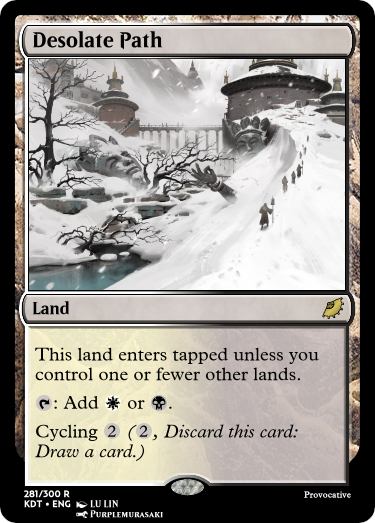 Desolate Path
Land
This land enters tapped unless you
control one or fewer other lands.
: Add or .
Cycling 2 (2, Discard this card:
Draw a card.)
281/300 R
KDT • ENG LU LIN
Purplemurasaki
Provocative